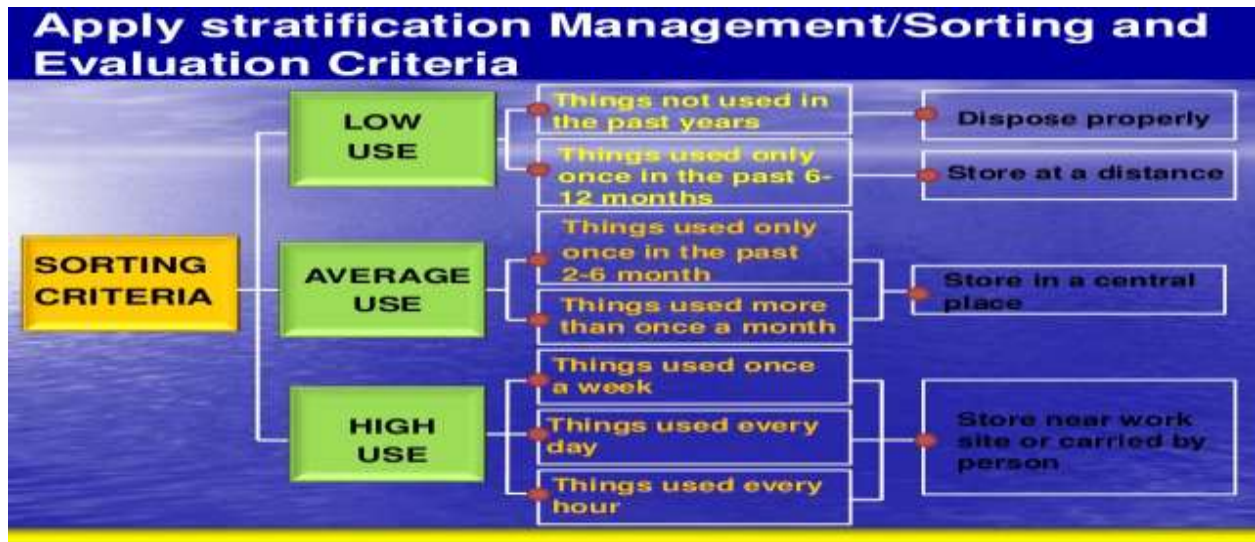 Apply stratification Management/Sorting and
Evaluation Criteria
SORTING
CRITERIA
LOW
USE
Things not used in
the past years
Dispose properly
Things used only
once in the past 6-
12 months
Store at a distance
AVERAGE
USE
Things used only
once in the past
2-6 month
Things used more
than once a month
Store in a central
place
HIGH
USE
Things used once
a week
Things used every
day
Things used every
hour
Store near work
site or carried by
person